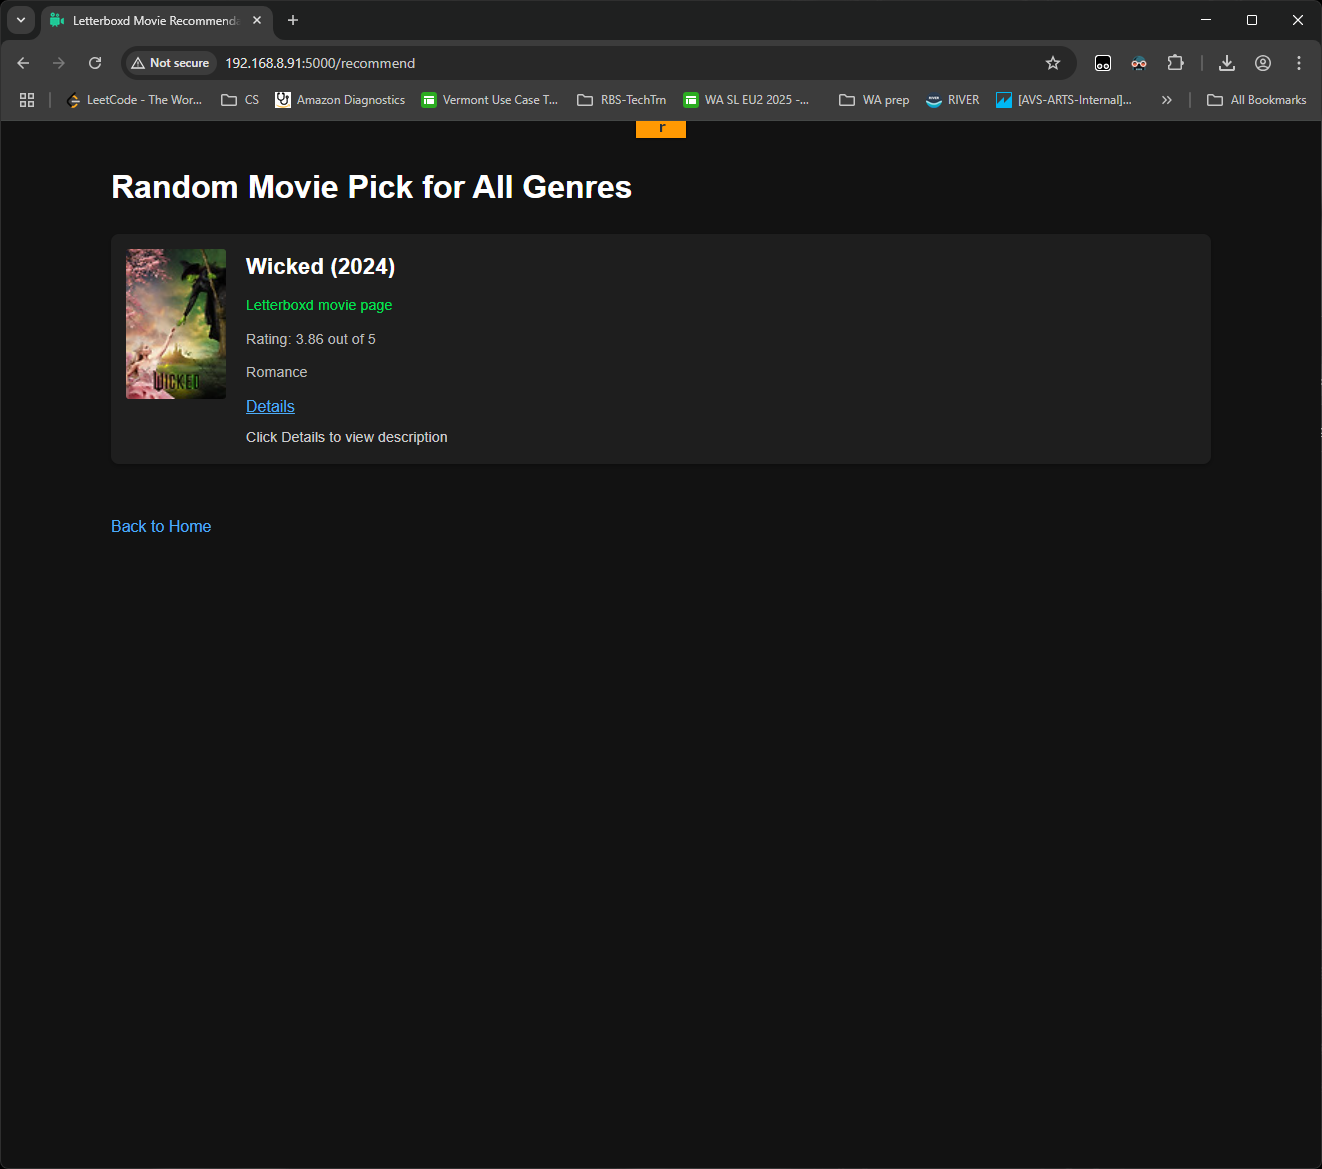 Letterboxd Movie Recommenda
Not secure
192.168.8.91:5000/recommend
LeetCode - The Wor...
CS
Amazon Diagnostics
Vermont Use Case T...
RBS-TechTrn
WA SL EU2 2025 -...
WA prep
RIVER
[AVS-ARTS-Internal]...
All Bookmarks
r
Random Movie Pick for All Genres
WICKED
Wicked (2024)
Letterboxd movie page
Rating: 3.86 out of 5
Romance
Details
Click Details to view description
Back to Home